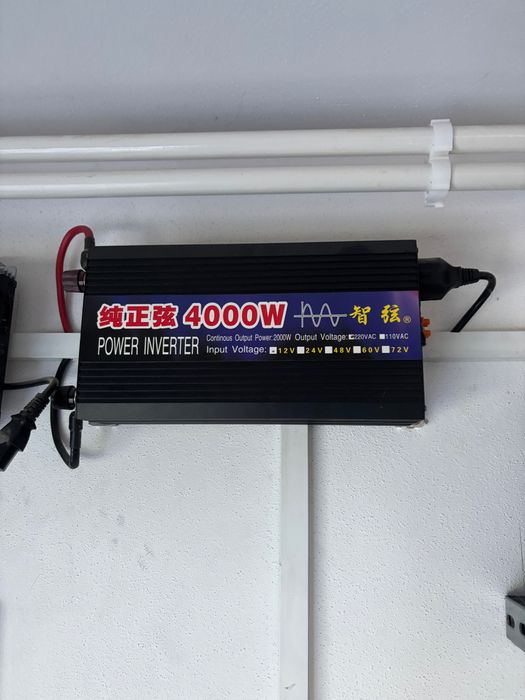 纯正弦 4000W 智弦®
POWER INVERTER
Continous Output Power:2000W Output Voltage: 220VAC 110VAC
Input Voltage: 12V 24V 48V 60V 72V